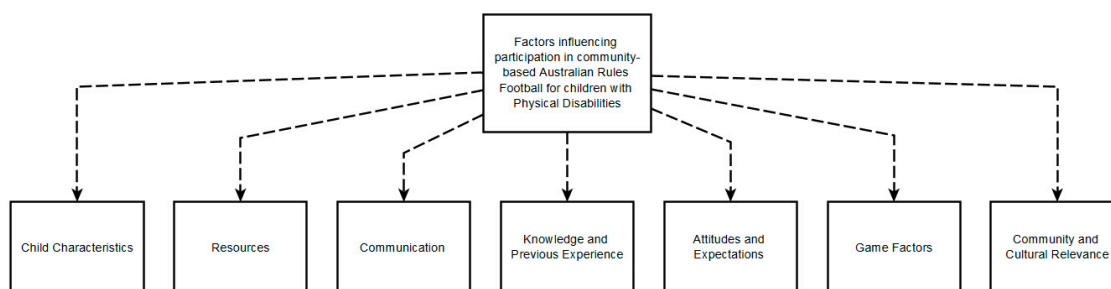 Factors influencing
participation in community-
based Australian Rules
Football for children with
Physical Disabilities
Child Characteristics
Resources
Communication
Knowledge and
Previous Experience
Attitudes and
Expectations
Game Factors
Community and
Cultural Relevance